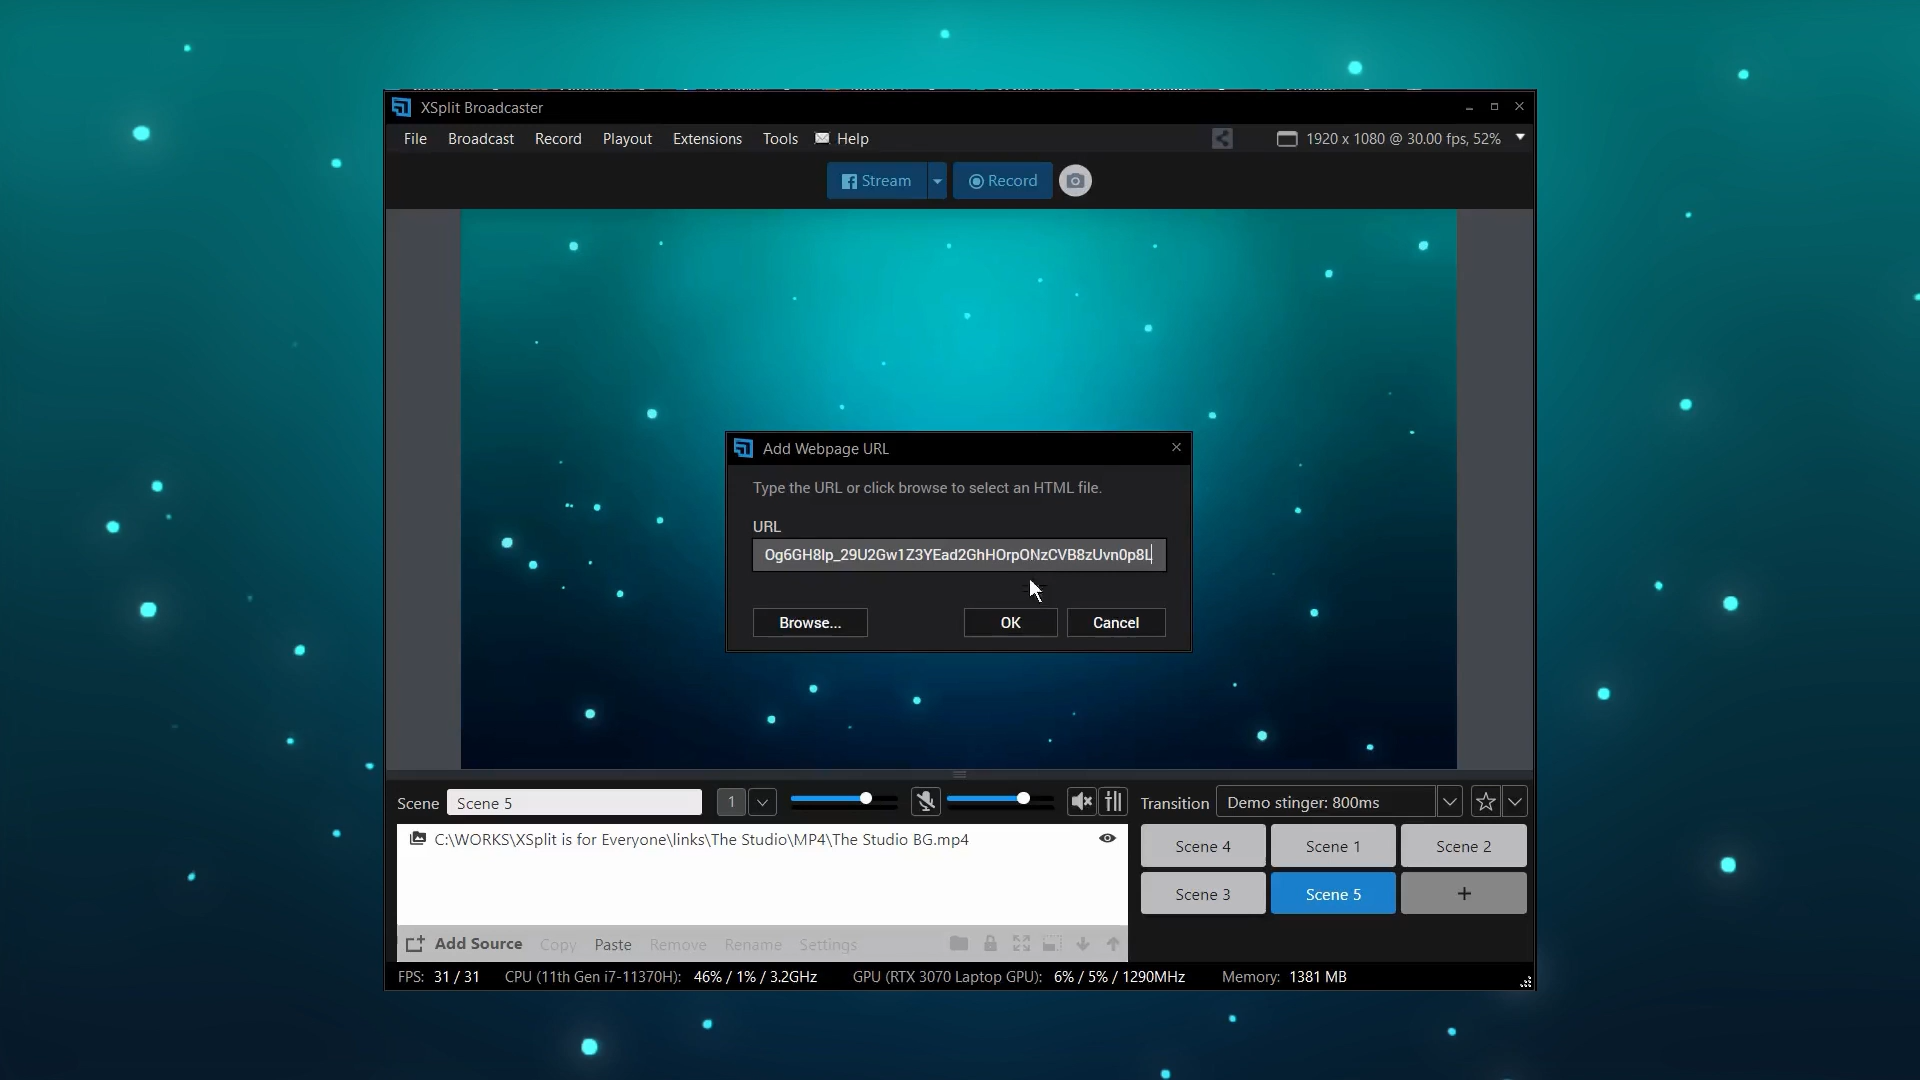 XSplit Broadcaster
File Broadcast Record Playout Extensions Tools Help 1920 x 1080 @ 30.00 fps, 52%
Stream Record
Add Webpage URL
Type the URL or click browse to select an HTML file.
URL
Og6GH8Ip_29U2Gw1Z3YEad2GhHOrpONzCVB8zUvn0p8L
Browse... OK Cancel
Scene Scene 5 1 Transition Demo stinger: 800ms
C:\WORKS\XSplit is for Everyone\links\The Studio\MP4\The Studio BG.mp4
Scene 4 Scene 1 Scene 2
Scene 3 Scene 5 +
Add Source Copy Paste Remove Rename Settings
FPS: 31 / 31 CPU (11th Gen i7-11370H): 46% / 1% / 3.2GHz GPU (RTX 3070 Laptop GPU): 6% / 5% / 1290MHz Memory: 1381 MB